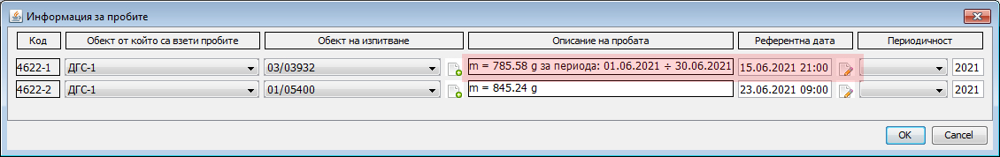 Информация за пробите
Код Обект от който са взети пробите Обект на изпитване Описание на пробата Референтна дата Периодичност
4622-1 ДГС-1 03/03932 m = 785.58 g за периода: 01.06.2021 ÷ 30.06.2021 15.06.2021 21:00 2021
4622-2 ДГС-1 01/05400 m = 845.24 g 23.06.2021 09:00 2021
OK Cancel